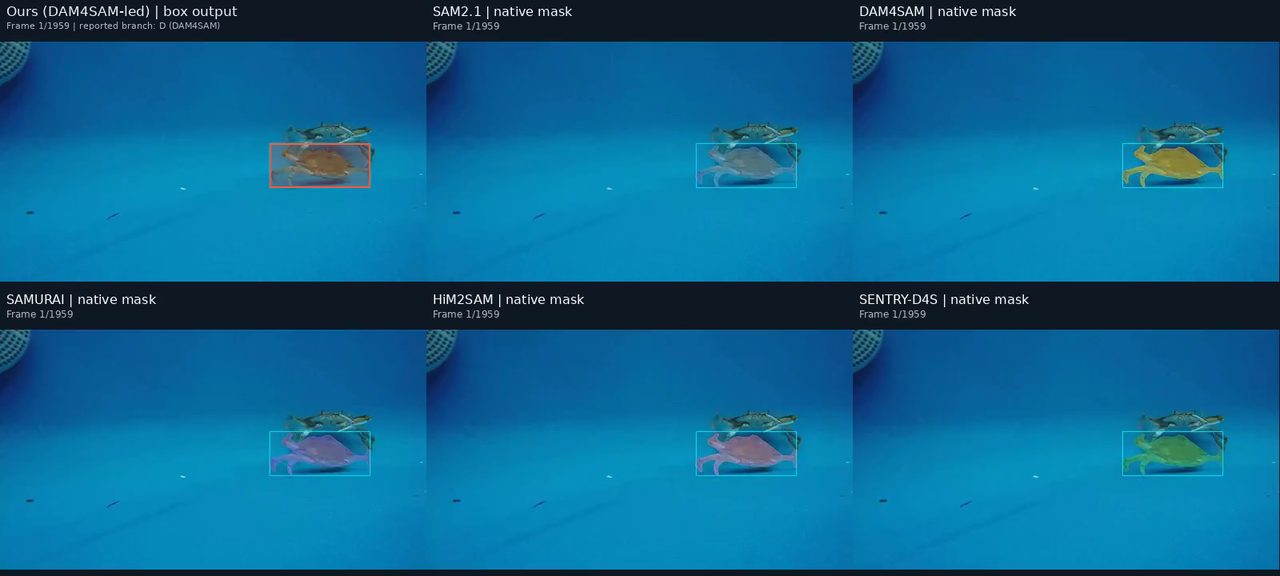 Ours (DAM4SAM-led) | box output
Frame 1/1959 | reported branch: D (DAM4SAM)
SAM2.1 | native mask
Frame 1/1959
DAM4SAM | native mask
Frame 1/1959
SAMURAI | native mask
Frame 1/1959
HiM2SAM | native mask
Frame 1/1959
SENTRY-D4S | native mask
Frame 1/1959